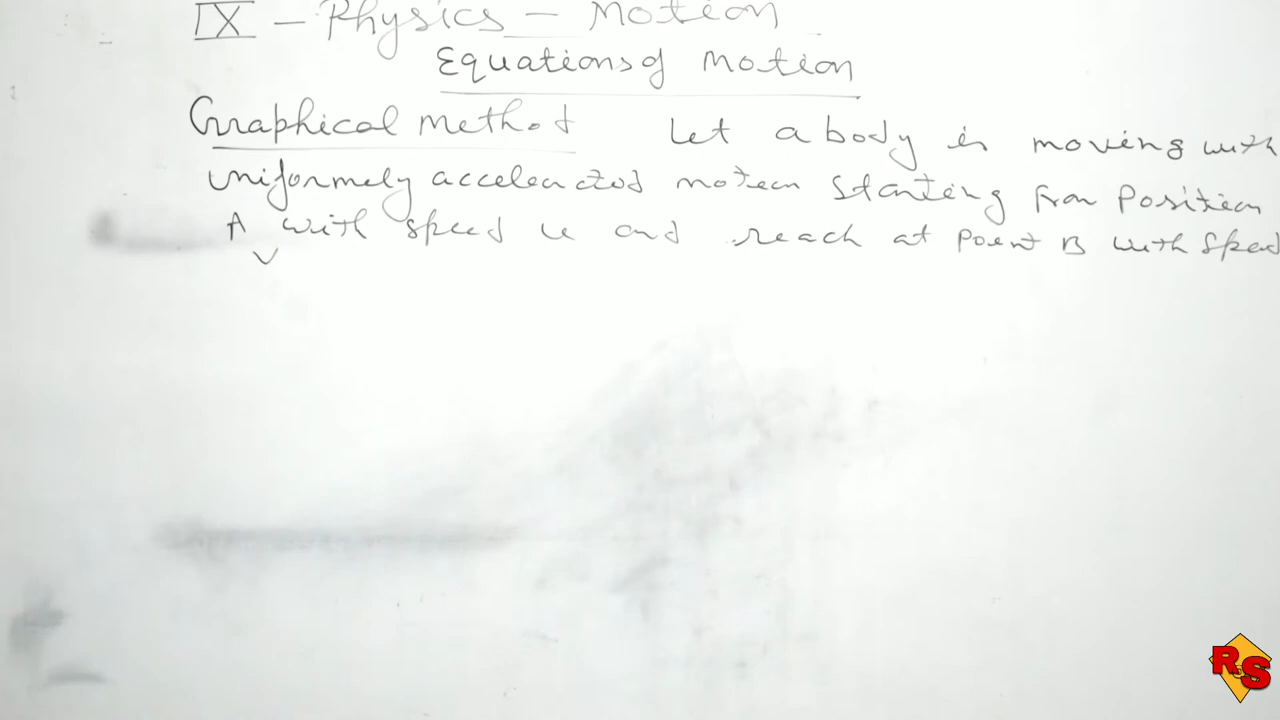 IX - Physics - Motion
Equations of Motion
Graphical Method Let a body is moving with
uniformely accelerated motion starting from Position
A with speed u and reach at point B with Speed
v
RS